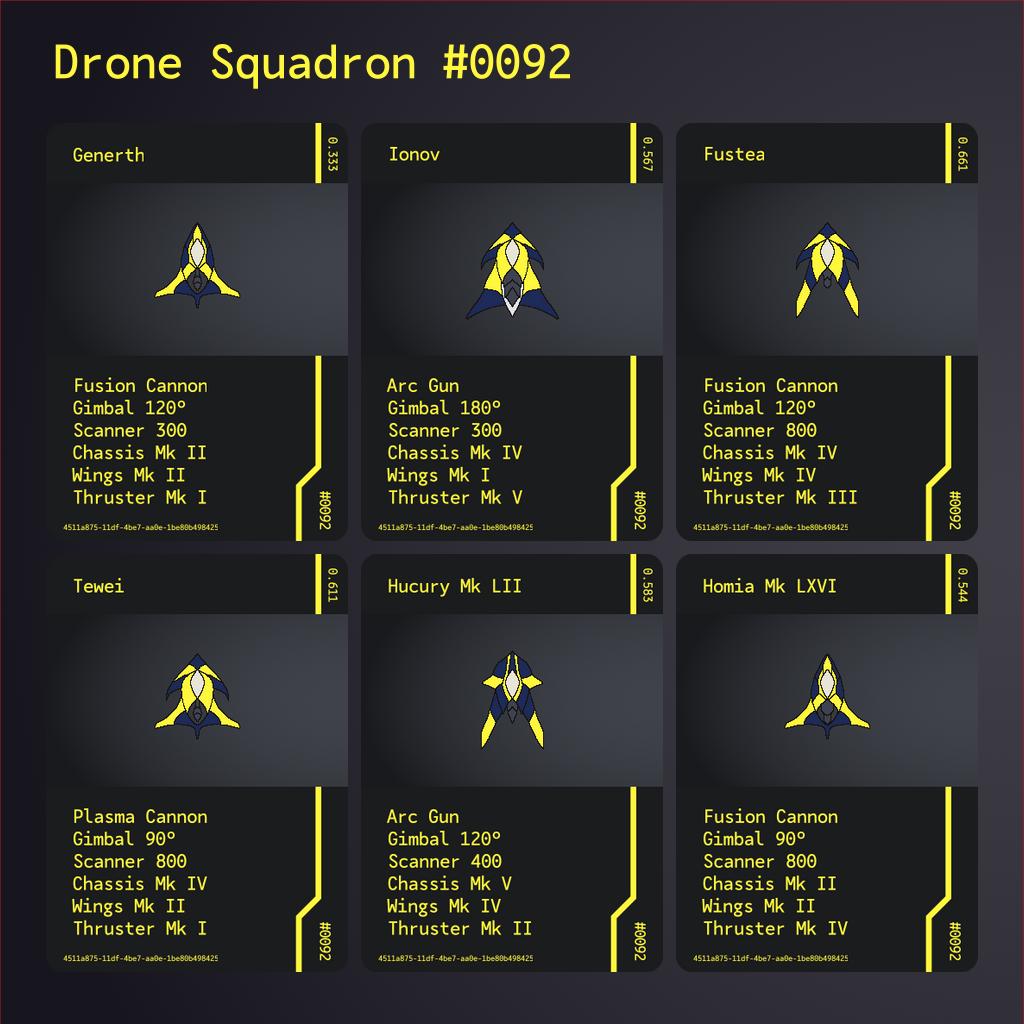 Drone Squadron #0092
Generth
0.333
Fusion Cannon
Gimbal 120º
Scanner 300
Chassis Mk II
Wings Mk II
Thruster Mk I
#0092
4511a875-11df-4be7-aa0e-1be80b498425
Ionov
0.567
Arc Gun
Gimbal 180º
Scanner 300
Chassis Mk IV
Wings Mk I
Thruster Mk V
#0092
4511a875-11df-4be7-aa0e-1be80b498425
Fustea
0.661
Fusion Cannon
Gimbal 120º
Scanner 800
Chassis Mk IV
Wings Mk IV
Thruster Mk III
#0092
4511a875-11df-4be7-aa0e-1be80b498425
Tewei
0.611
Plasma Cannon
Gimbal 90º
Scanner 800
Chassis Mk IV
Wings Mk II
Thruster Mk I
#0092
4511a875-11df-4be7-aa0e-1be80b498425
Hucury Mk LII
0.583
Arc Gun
Gimbal 120º
Scanner 400
Chassis Mk V
Wings Mk IV
Thruster Mk II
#0092
4511a875-11df-4be7-aa0e-1be80b498425
Homia Mk LXVI
0.544
Fusion Cannon
Gimbal 90º
Scanner 800
Chassis Mk II
Wings Mk II
Thruster Mk IV
#0092
4511a875-11df-4be7-aa0e-1be80b498425